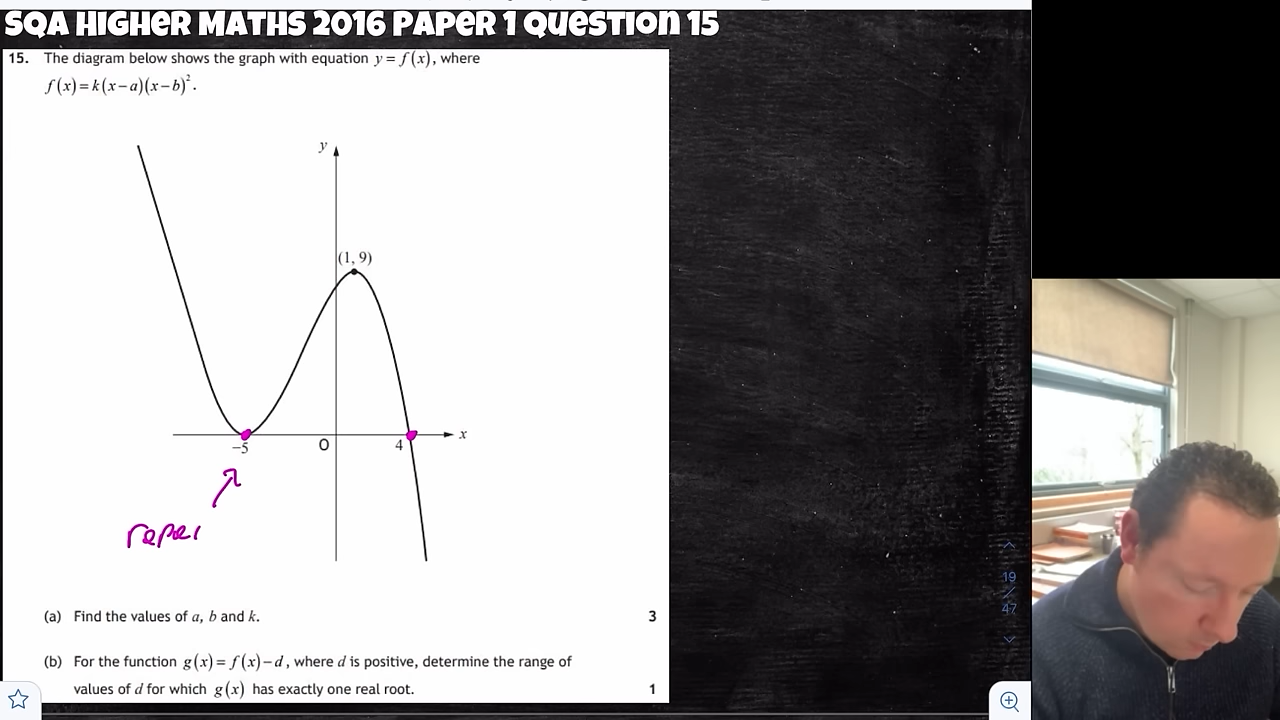 SQA HIGHER MATHS 2016 PAPER 1 QUESTION 15
15. The diagram below shows the graph with equation y = f(x), where
f(x) = k(x−a)(x−b)².
y
(1, 9)
−5
O
4
x
repea
(a) Find the values of a, b and k. 3
(b) For the function g(x) = f(x) − d, where d is positive, determine the range of
values of d for which g(x) has exactly one real root. 1
19
/
47